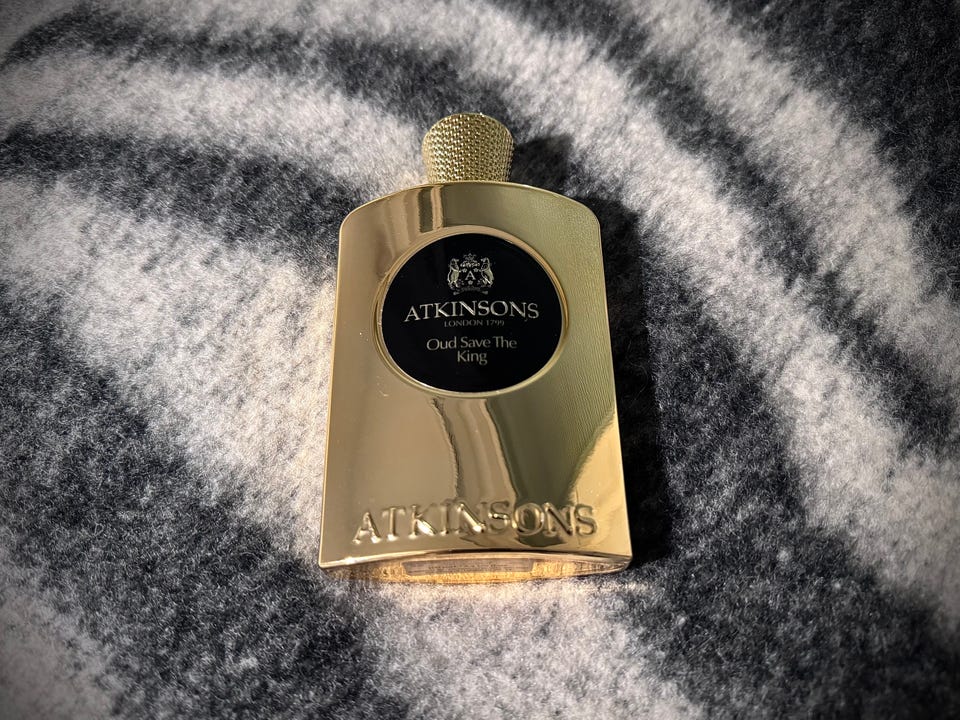 A
ATKINSONS
LONDON 1799
Oud Save The
King
ATKINSONS